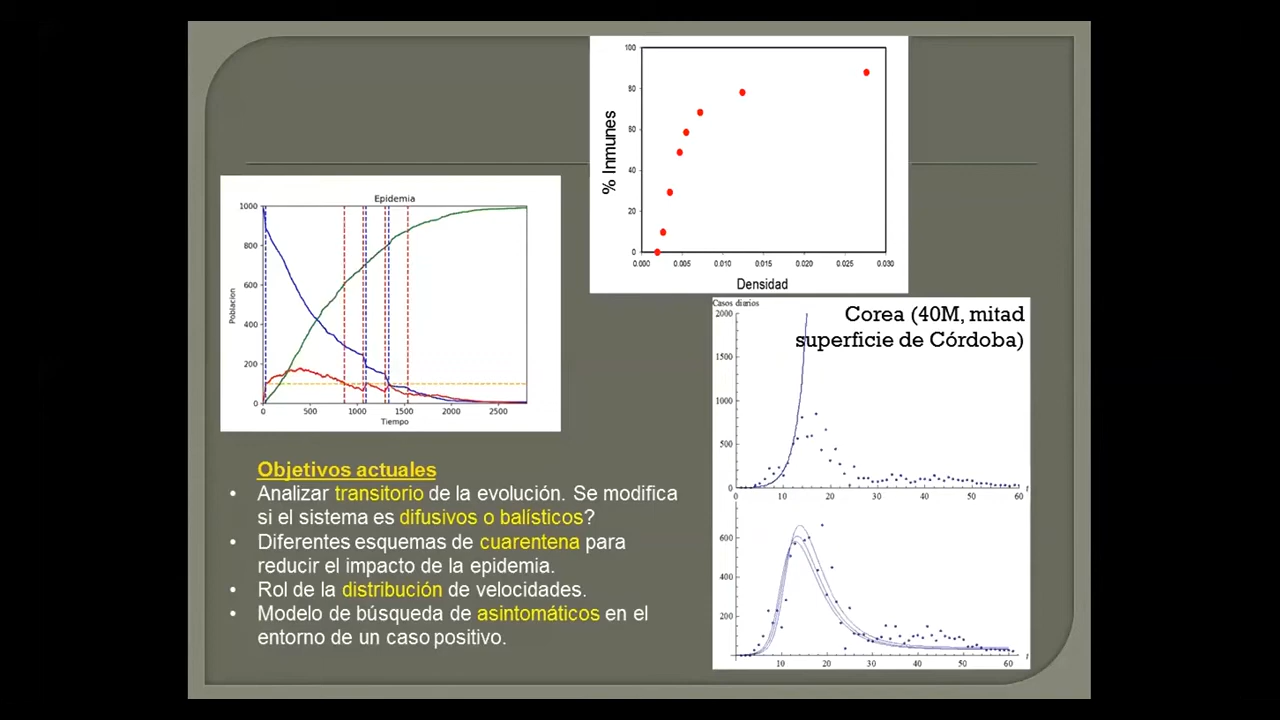 100
80
60
40
20
0
% Inmunes
0.000 0.005 0.010 0.015 0.020 0.025 0.030
Densidad
Epidemia
1000
800
600
400
200
0
Poblacion
0 500 1000 1500 2000 2500
Tiempo
Casos diarios
Corea (40M, mitad
superficie de Córdoba)
2000
1500
1000
500
0
0 10 20 30 40 50 60 t
600
400
200
10 20 30 40 50 60 t
Objetivos actuales
• Analizar transitorio de la evolución. Se modifica
si el sistema es difusivos o balísticos?
• Diferentes esquemas de cuarentena para
reducir el impacto de la epidemia.
• Rol de la distribución de velocidades.
• Modelo de búsqueda de asintomáticos en el
entorno de un caso positivo.